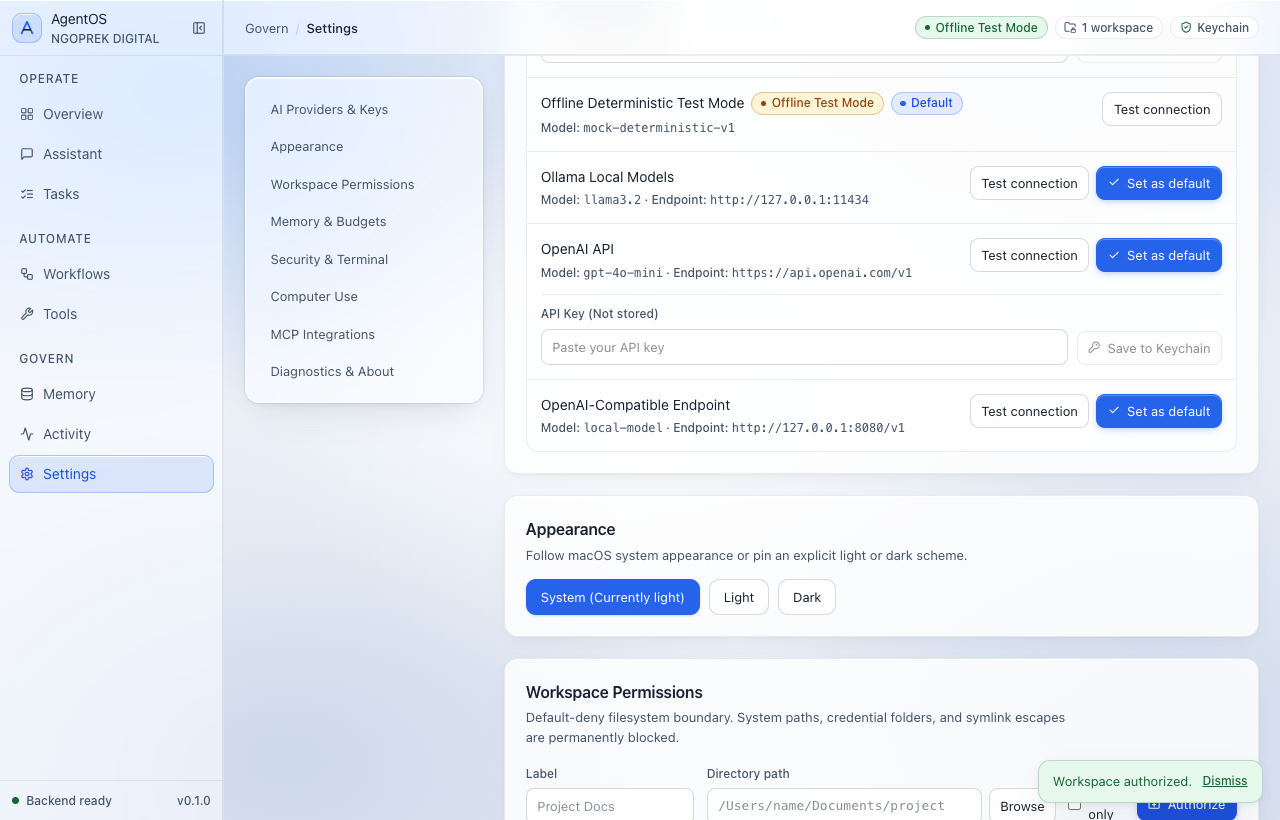 AgentOS
NGOPREK DIGITAL
OPERATE
Overview
Assistant
Tasks
AUTOMATE
Workflows
Tools
GOVERN
Memory
Activity
Settings
Backend ready
v0.1.0
Govern / Settings
Offline Test Mode
1 workspace
Keychain
AI Providers & Keys
Appearance
Workspace Permissions
Memory & Budgets
Security & Terminal
Computer Use
MCP Integrations
Diagnostics & About
Offline Deterministic Test Mode
Offline Test Mode
Default
Model: mock-deterministic-v1
Test connection
Ollama Local Models
Model: llama3.2 · Endpoint: http://127.0.0.1:11434
Test connection
Set as default
OpenAI API
Model: gpt-4o-mini · Endpoint: https://api.openai.com/v1
Test connection
Set as default
API Key (Not stored)
Paste your API key
Save to Keychain
OpenAI-Compatible Endpoint
Model: local-model · Endpoint: http://127.0.0.1:8080/v1
Test connection
Set as default
Appearance
Follow macOS system appearance or pin an explicit light or dark scheme.
System (Currently light)
Light
Dark
Workspace Permissions
Default-deny filesystem boundary. System paths, credential folders, and symlink escapes
are permanently blocked.
Label
Directory path
Project Docs
/Users/name/Documents/project
Browse
only
Authorize
Workspace authorized.
Dismiss